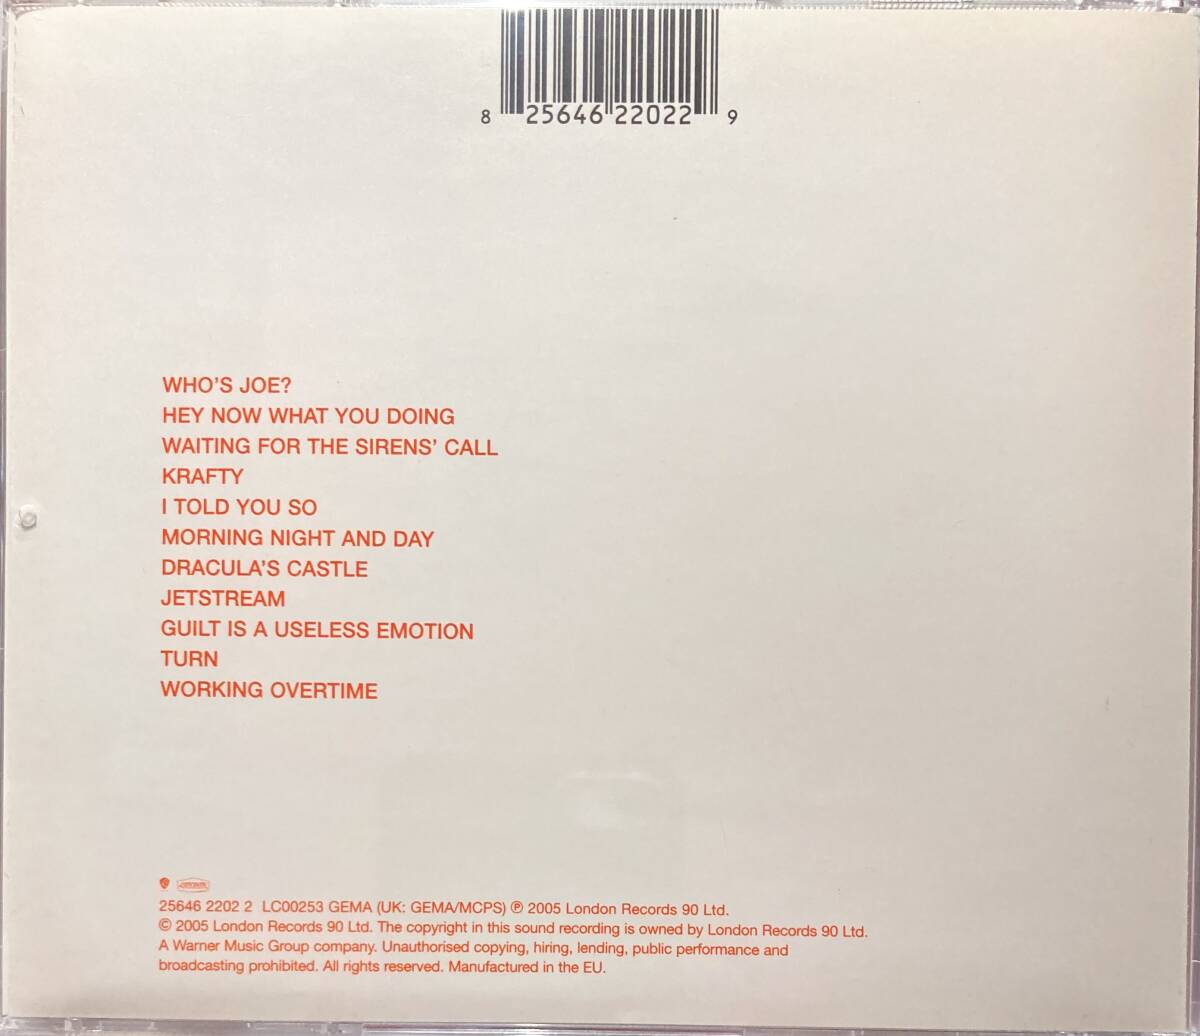 8 25646 22022 9
WHO'S JOE?
HEY NOW WHAT YOU DOING
WAITING FOR THE SIRENS' CALL
KRAFTY
I TOLD YOU SO
MORNING NIGHT AND DAY
DRACULA'S CASTLE
JETSTREAM
GUILT IS A USELESS EMOTION
TURN
WORKING OVERTIME
25646 2202 2 LC00253 GEMA (UK: GEMA/MCPS) ℗ 2005 London Records 90 Ltd.
© 2005 London Records 90 Ltd. The copyright in this sound recording is owned by London Records 90 Ltd.
A Warner Music Group company. Unauthorised copying, hiring, lending, public performance and
broadcasting prohibited. All rights reserved. Manufactured in the EU.